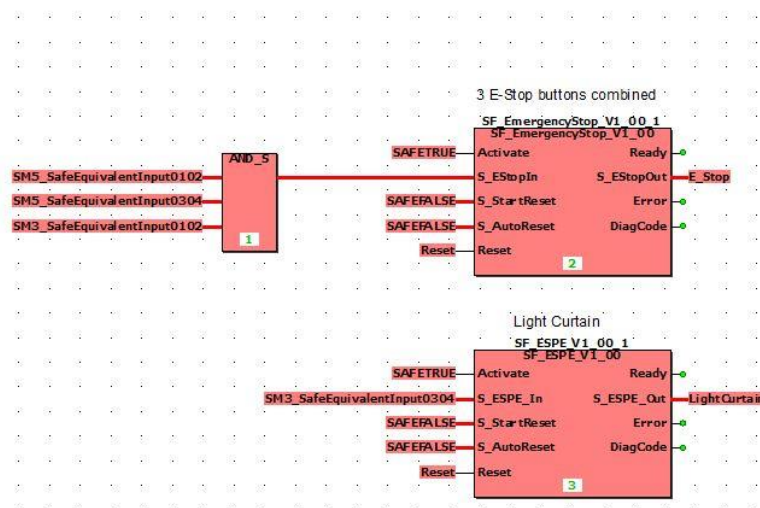 3 E-Stop buttons combined
SF_EmergencyStop_V1_00_1
SF_EmergencyStop_V1_00
AND_S
SAFETRUE Activate Ready
SM5_SafeEquivalentInput0102 S_EStopIn S_EStopOut E_Stop
SM5_SafeEquivalentInput0304 SAFEFALSE S_StartReset Error
SM3_SafeEquivalentInput0102 SAFEFALSE S_AutoReset DiagCode
1
Reset Reset
2
Light Curtain
SF_ESPE_V1_00_1
SF_ESPE_V1_00
SAFETRUE Activate Ready
SM3_SafeEquivalentInput0304 S_ESPE_In S_ESPE_Out LightCurtai
SAFEFALSE S_StartReset Error
SAFEFALSE S_AutoReset DiagCode
Reset Reset
3